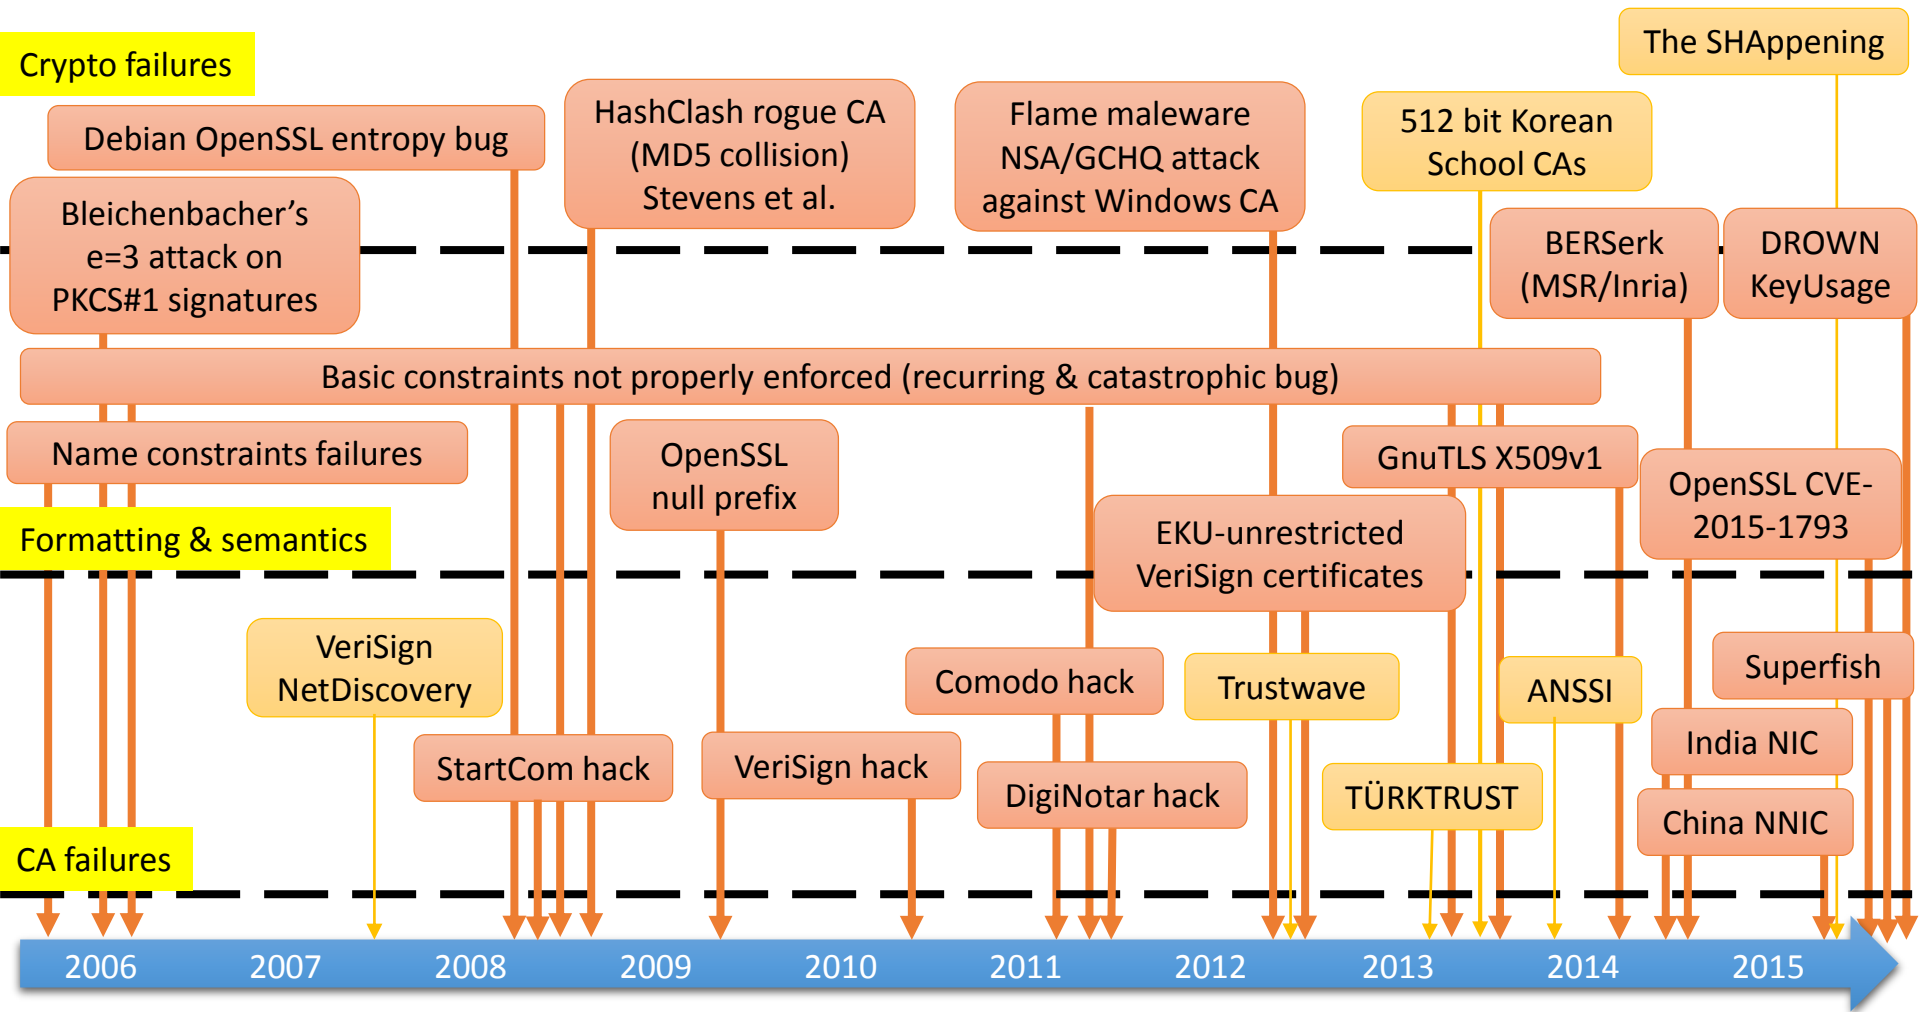 The SHAppening
Crypto failures
Debian OpenSSL entropy bug
HashClash rogue CA
(MD5 collision)
Stevens et al.
Flame maleware
NSA/GCHQ attack
against Windows CA
512 bit Korean
School CAs
Bleichenbacher’s
e=3 attack on
PKCS#1 signatures
BERSerk
(MSR/Inria)
DROWN
KeyUsage
Basic constraints not properly enforced (recurring & catastrophic bug)
Name constraints failures
OpenSSL
null prefix
GnuTLS X509v1
OpenSSL CVE-
2015-1793
Formatting & semantics
EKU-unrestricted
VeriSign certificates
VeriSign
NetDiscovery
Comodo hack
Trustwave
ANSSI
Superfish
StartCom hack
VeriSign hack
DigiNotar hack
TÜRKTRUST
India NIC
China NNIC
CA failures
2006 2007 2008 2009 2010 2011 2012 2013 2014 2015